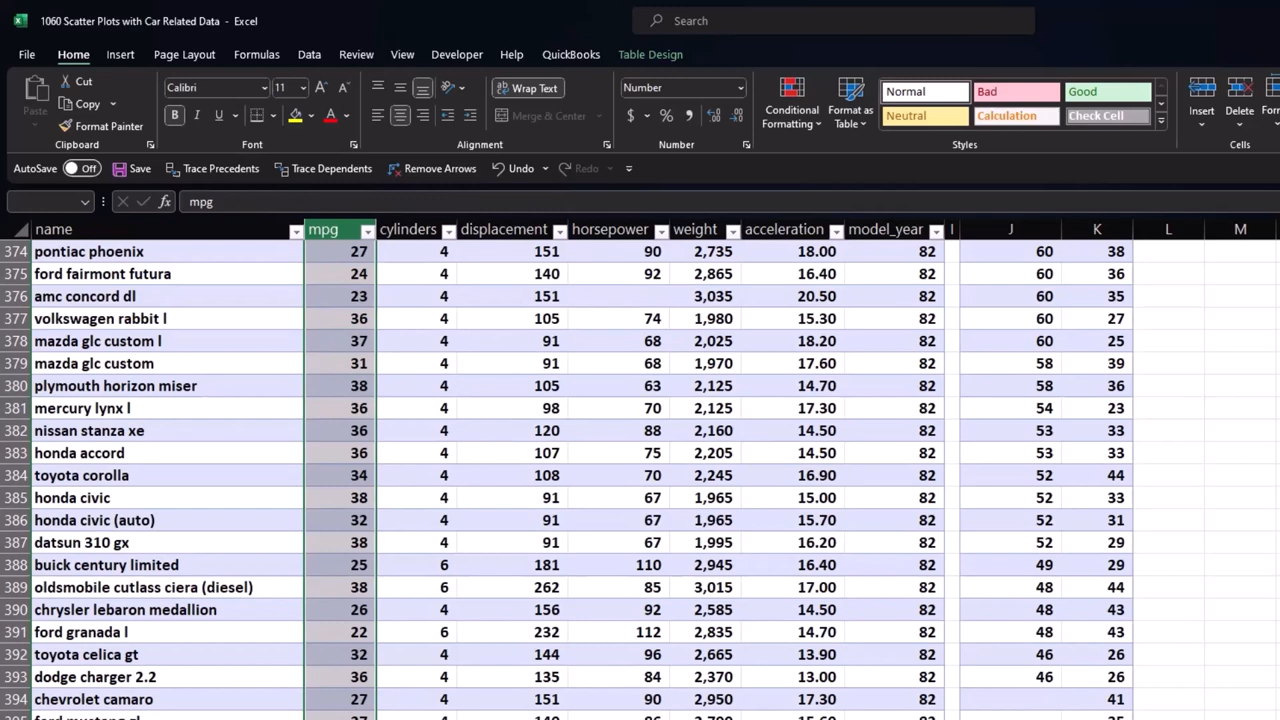 1060 Scatter Plots with Car Related Data - Excel
Search
File Home Insert Page Layout Formulas Data Review View Developer Help QuickBooks Table Design
Cut
Copy
Format Painter
Paste
Clipboard
Calibri 11 A A
B I U A
Font
Wrap Text
Merge & Center
Alignment
Number
$ % 9
Number
Conditional Formatting
Format as Table
Normal Bad Good
Neutral Calculation Check Cell
Styles
Insert Delete
Cells
AutoSave Off Save Trace Precedents Trace Dependents Remove Arrows Undo Redo
fx mpg
name mpg cylinders displacement horsepower weight acceleration model_year I J K L M
374 pontiac phoenix 27 4 151 90 2,735 18.00 82 60 38
375 ford fairmont futura 24 4 140 92 2,865 16.40 82 60 36
376 amc concord dl 23 4 151 3,035 20.50 82 60 35
377 volkswagen rabbit l 36 4 105 74 1,980 15.30 82 60 27
378 mazda glc custom l 37 4 91 68 2,025 18.20 82 60 25
379 mazda glc custom 31 4 91 68 1,970 17.60 82 58 39
380 plymouth horizon miser 38 4 105 63 2,125 14.70 82 58 36
381 mercury lynx l 36 4 98 70 2,125 17.30 82 54 23
382 nissan stanza xe 36 4 120 88 2,160 14.50 82 53 33
383 honda accord 36 4 107 75 2,205 14.50 82 53 33
384 toyota corolla 34 4 108 70 2,245 16.90 82 52 44
385 honda civic 38 4 91 67 1,965 15.00 82 52 33
386 honda civic (auto) 32 4 91 67 1,965 15.70 82 52 31
387 datsun 310 gx 38 4 91 67 1,995 16.20 82 52 29
388 buick century limited 25 6 181 110 2,945 16.40 82 49 29
389 oldsmobile cutlass ciera (diesel) 38 6 262 85 3,015 17.00 82 48 44
390 chrysler lebaron medallion 26 4 156 92 2,585 14.50 82 48 43
391 ford granada l 22 6 232 112 2,835 14.70 82 48 43
392 toyota celica gt 32 4 144 96 2,665 13.90 82 46 26
393 dodge charger 2.2 36 4 135 84 2,370 13.00 82 46 26
394 chevrolet camaro 27 4 151 90 2,950 17.30 82 41